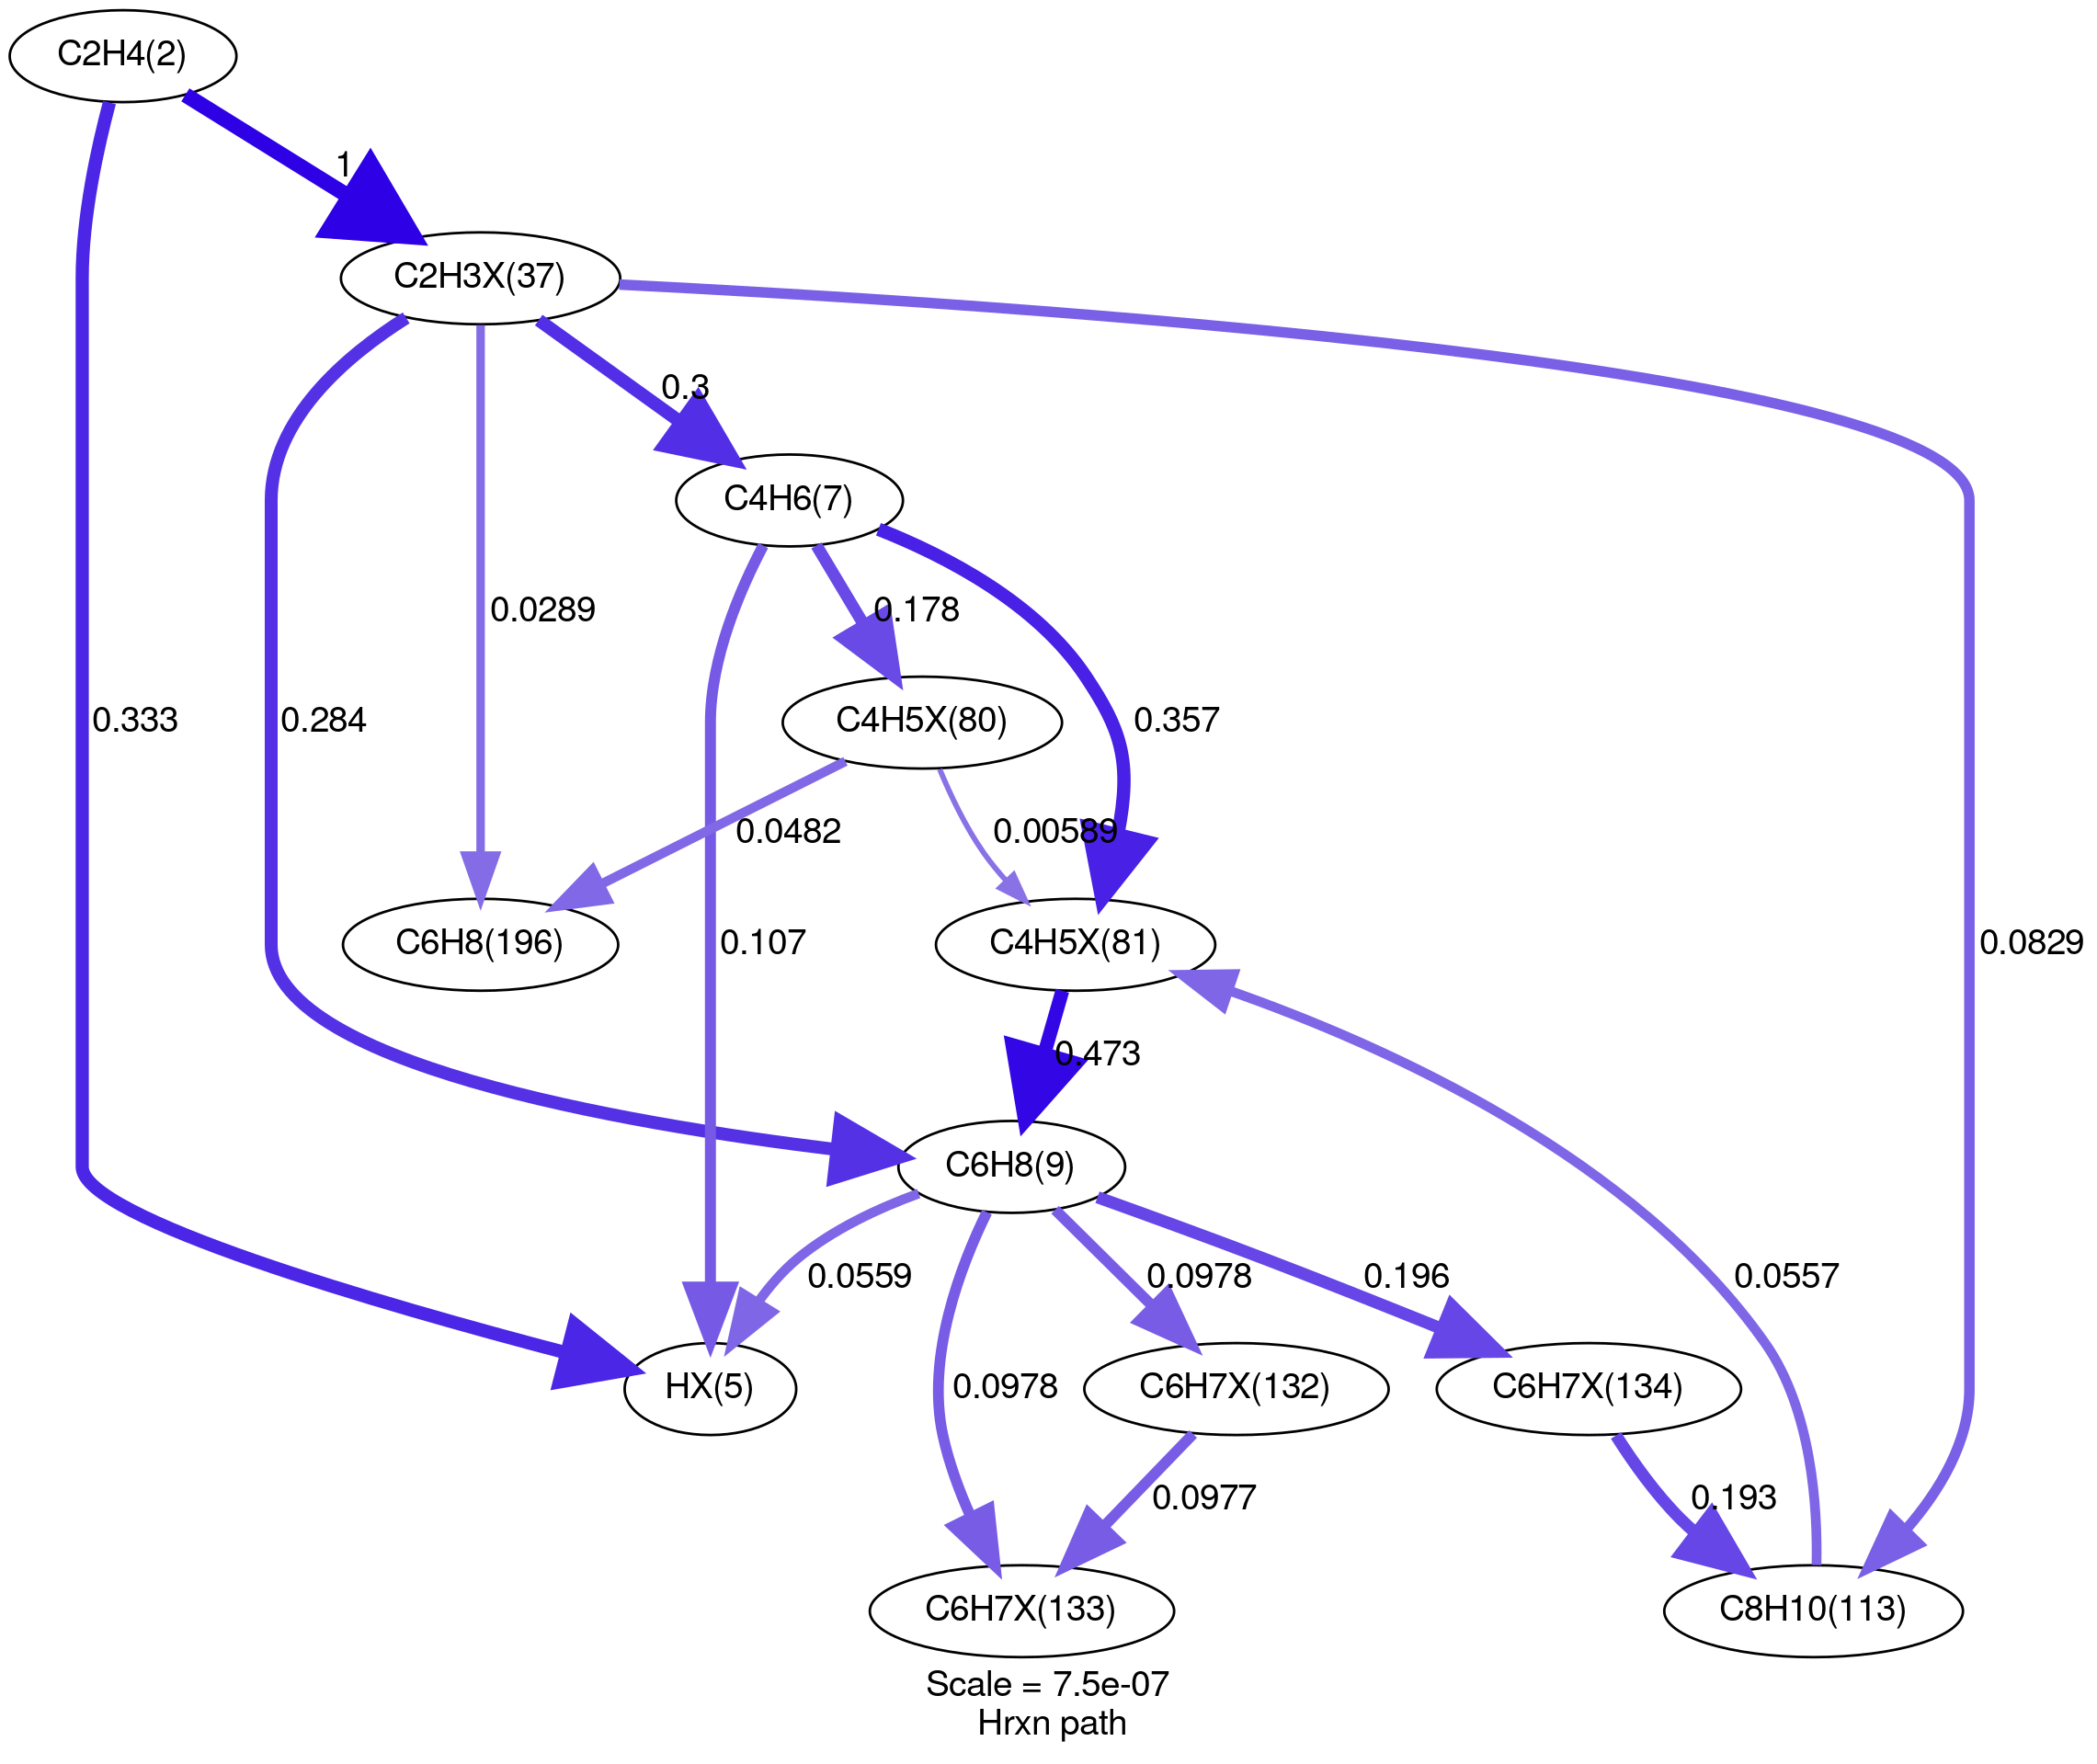 C2H4(2)
1
C2H3X(37)
0.3
C4H6(7)
0.0289
0.178
0.333
0.284
C4H5X(80)
0.357
0.0482
0.00589
C6H8(196)
0.107
C4H5X(81)
0.0829
0.473
C6H8(9)
0.0559
0.0978
0.196
0.0557
HX(5)
0.0978
C6H7X(132)
C6H7X(134)
0.0977
0.193
C6H7X(133)
C8H10(113)
Scale = 7.5e-07
Hrxn path